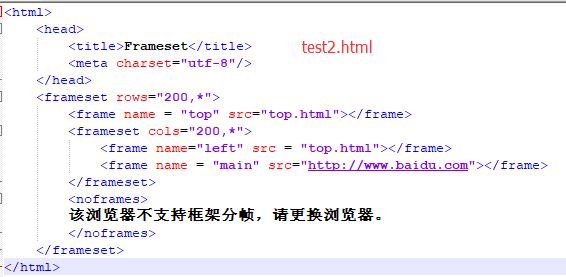 <html>
<head>
<title>Frameset</title>
test2.html
<meta charset="utf-8"/>
</head>
<frameset rows="200,*">
<frame name = "top" src="top.html"></frame>
<frameset cols="200,*">
<frame name="left" src = "top.html"></frame>
<frame name = "main" src="http://www.baidu.com"></frame>
</frameset>
<noframes>
该浏览器不支持框架分帧，请更换浏览器。
</noframes>
</frameset>
</html>